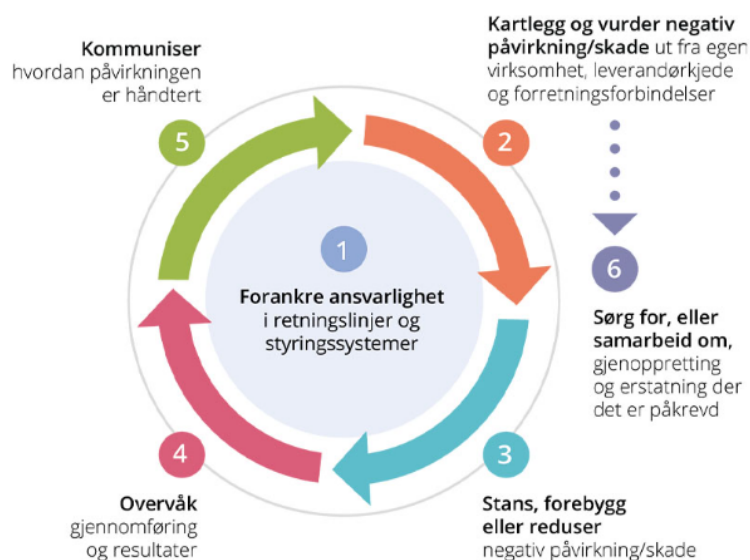 1
Forankre ansvarlighet
i retningslinjer og
styringssystemer
2
Kartlegg og vurder negativ
påvirkning/skade ut fra egen
virksomhet, leverandørkjede
og forretningsforbindelser
3
Stans, forebygg
eller reduser
negativ påvirkning/skade
4
Overvåk
gjennomføring
og resultater
5
Kommuniser
hvordan påvirkningen
er håndtert
6
Sørg for, eller
samarbeid om,
gjenoppretting
og erstatning der
det er påkrevd